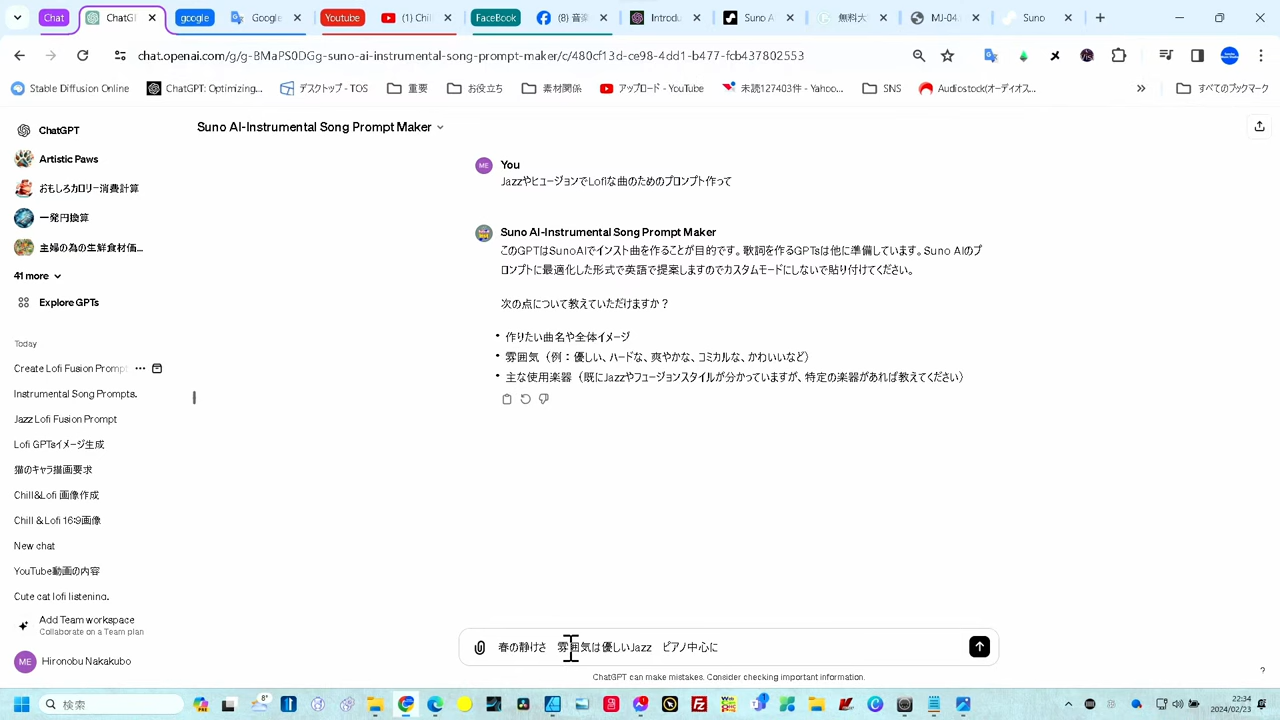 Chat
ChatG
google
Google
Youtube
(1) Chil
FaceBook
(8) 音楽
Introdu
Suno A
無料大
MJ-04
Suno
chat.openai.com/g/g-BMaPS0DGg-suno-ai-instrumental-song-prompt-maker/c/480cf13d-ce98-4dd1-b477-fcb437802553
Stable Diffusion Online
ChatGPT: Optimizing...
デスクトップ - TOS
重要
お役立ち
素材関係
アップロード - YouTube
未読127403件 - Yahoo...
SNS
Audiostock(オーディオス...
すべてのブックマーク
ChatGPT
Artistic Paws
おもしろカロリー消費計算
一発円換算
主婦の為の生鮮食材価...
41 more
Explore GPTs
Today
Create Lofi Fusion Promp
Instrumental Song Prompts.
Jazz Lofi Fusion Prompt
Lofi GPTsイメージ生成
猫のキャラ描画要求
Chill&Lofi 画像作成
Chill & Lofi 16:9画像
New chat
YouTube動画の内容
Cute cat lofi listening.
Add Team workspace
Collaborate on a Team plan
ME
Hironobu Nakakubo
Suno AI-Instrumental Song Prompt Maker
ME
You
JazzやヒュージョンでLofiな曲のためのプロンプト作って
Suno AI-Instrumental Song Prompt Maker
このGPTはSunoAIでインスト曲を作ることが目的です。歌詞を作るGPTsは他に準備しています。Suno AIのプ
ロンプトに最適化した形式で英語で提案しますのでカスタムモードにしないで貼り付けてください。
次の点について教えていただけますか？
• 作りたい曲名や全体イメージ
• 雰囲気（例：優しい、ハードな、爽やかな、コミカルな、かわいいなど）
• 主な使用楽器（既にJazzやフュージョンスタイルが分かっていますが、特定の楽器があれば教えてください）
春の静けさ　雰囲気は優しいJazz　ピアノ中心に
ChatGPT can make mistakes. Consider checking important information.
?
検索
8°
22:34
2024/02/23